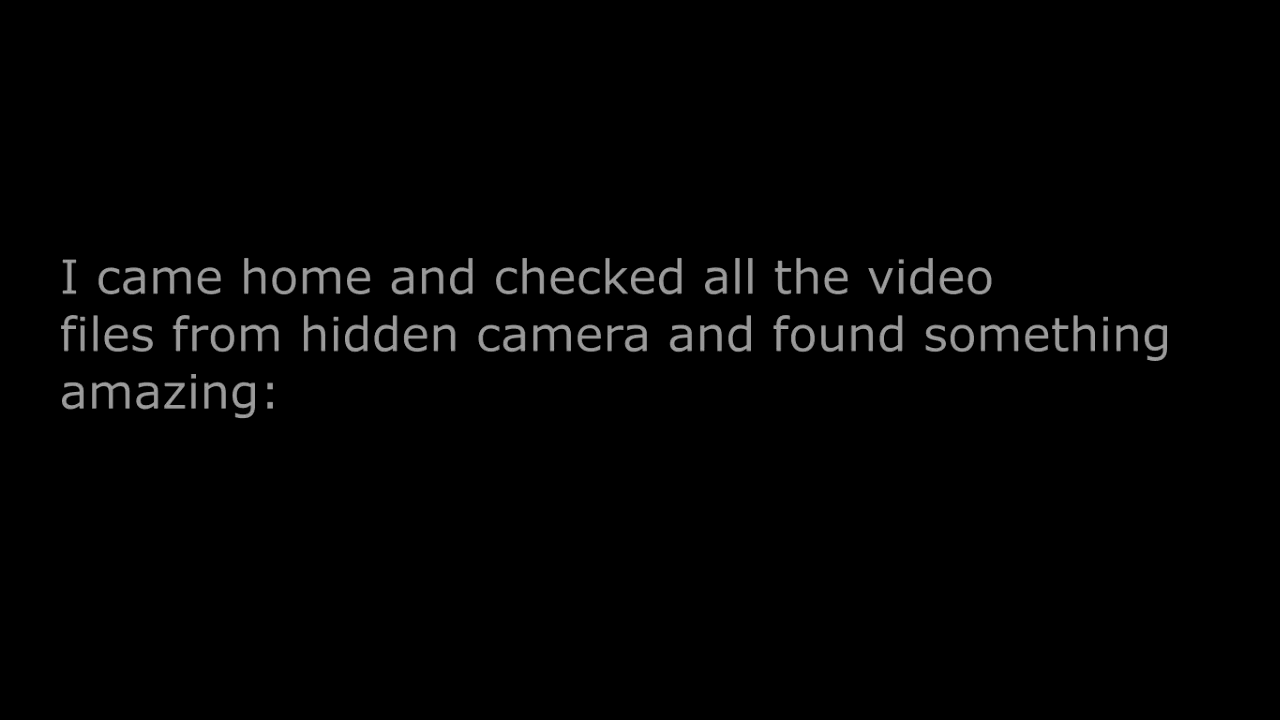 I came home and checked all the video
files from hidden camera and found something
amazing: